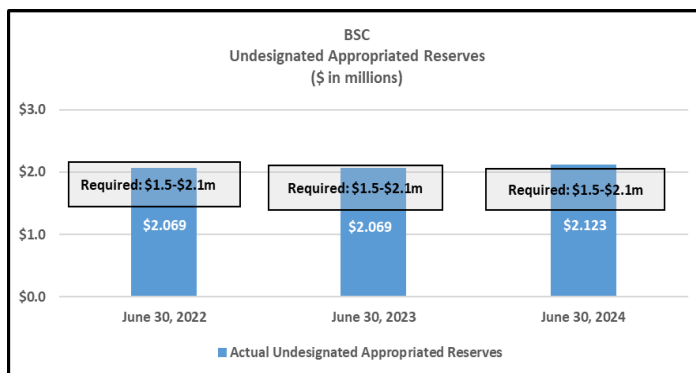 BSC
Undesignated Appropriated Reserves
($ in millions)
$3.0
$2.0
$1.0
$0.0
Required: $1.5-$2.1m
Required: $1.5-$2.1m
Required: $1.5-$2.1m
$2.069
$2.069
$2.123
June 30, 2022
June 30, 2023
June 30, 2024
Actual Undesignated Appropriated Reserves